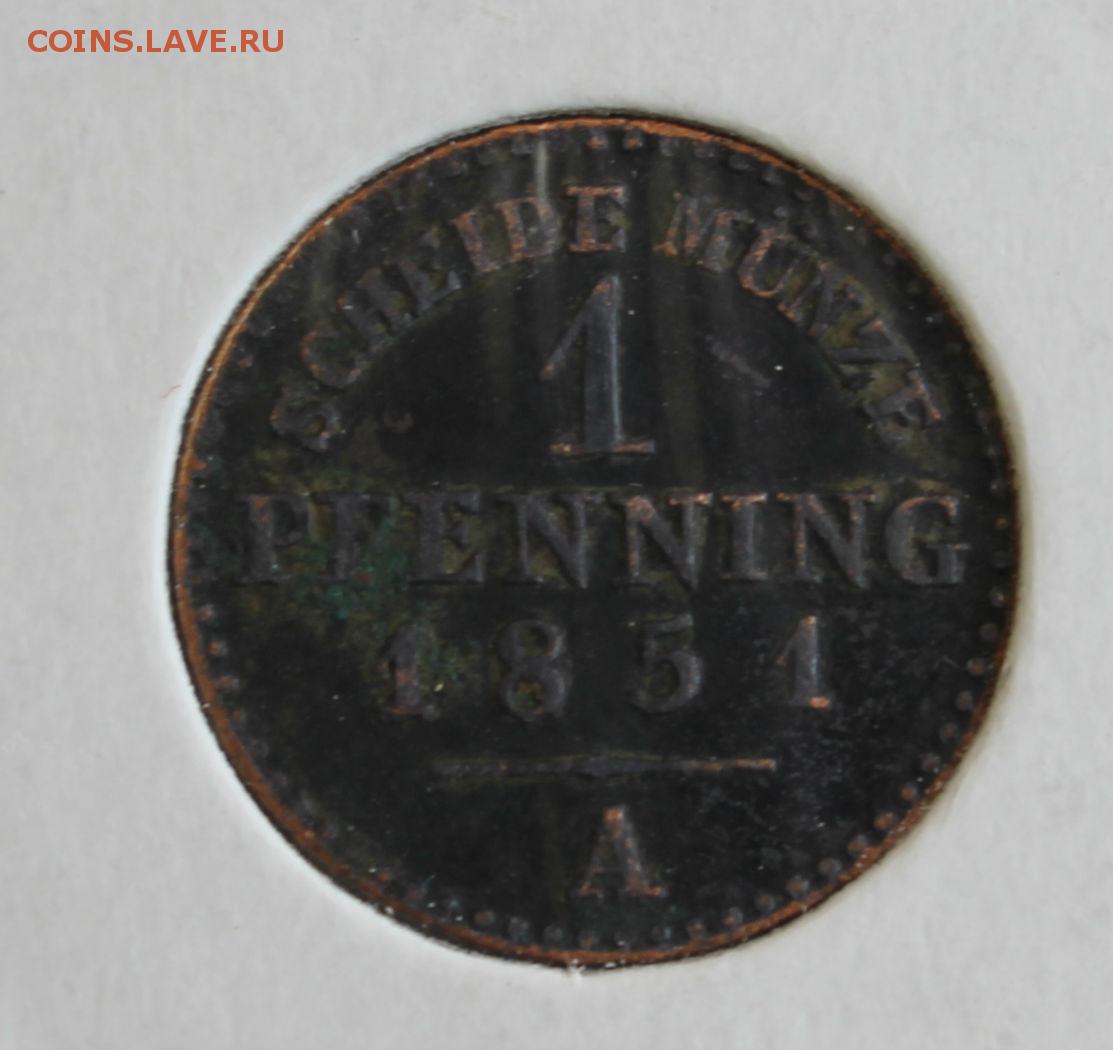 COINS.LAVE.RU
SCHEIDE MÜNZE
1
PFENNING
1851
A